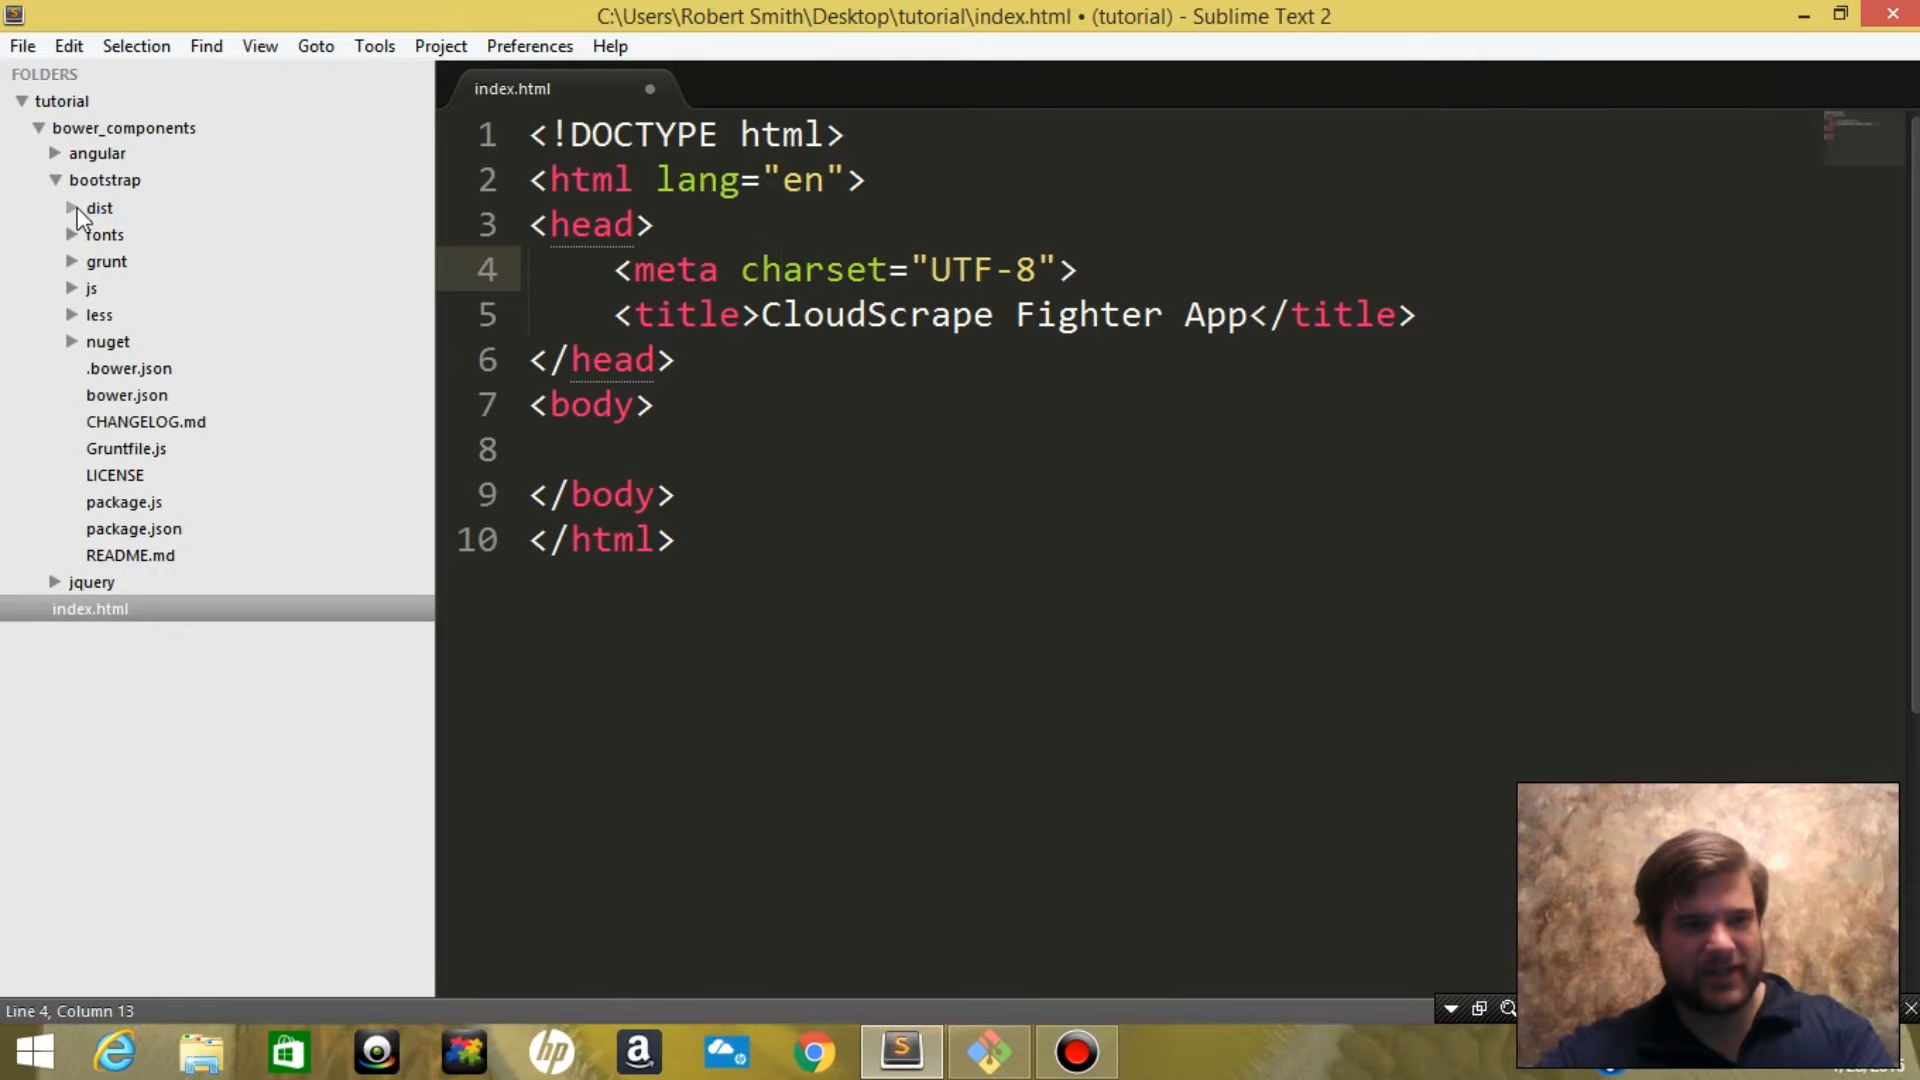 C:\Users\Robert Smith\Desktop\tutorial\index.html • (tutorial) - Sublime Text 2
File Edit Selection Find View Goto Tools Project Preferences Help
FOLDERS
tutorial
bower_components
angular
bootstrap
dist
fonts
grunt
js
less
nuget
.bower.json
bower.json
CHANGELOG.md
Gruntfile.js
LICENSE
package.js
package.json
README.md
jquery
index.html
index.html
1 <!DOCTYPE html>
2 <html lang="en">
3 <head>
4 <meta charset="UTF-8">
5 <title>CloudScrape Fighter App</title>
6 </head>
7 <body>
8
9 </body>
10 </html>
Line 4, Column 13